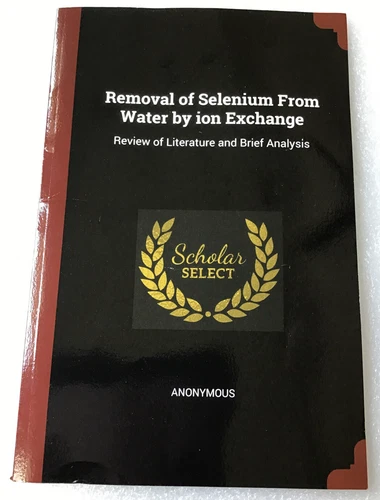 Removal of Selenium From
Water by ion Exchange
Review of Literature and Brief Analysis
Scholar
SELECT
ANONYMOUS